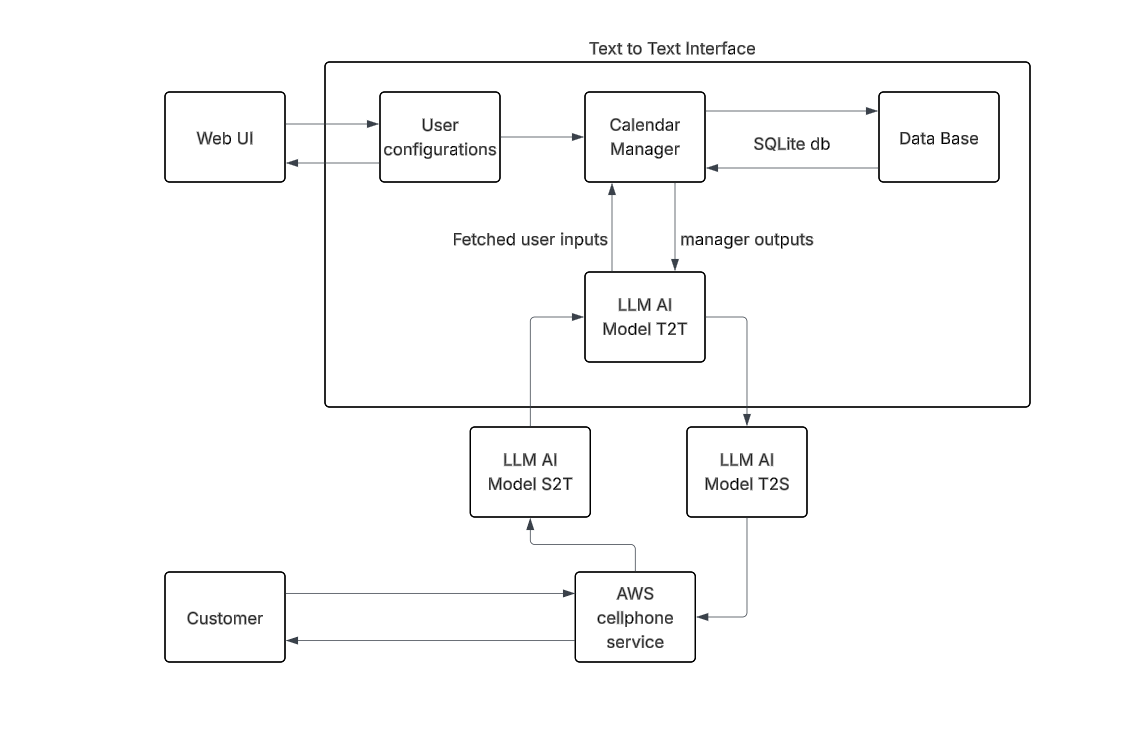 Text to Text Interface
Web UI
User
configurations
Calendar
Manager
SQLite db
Data Base
Fetched user inputs
manager outputs
LLM AI
Model T2T
LLM AI
Model S2T
LLM AI
Model T2S
Customer
AWS
cellphone
service